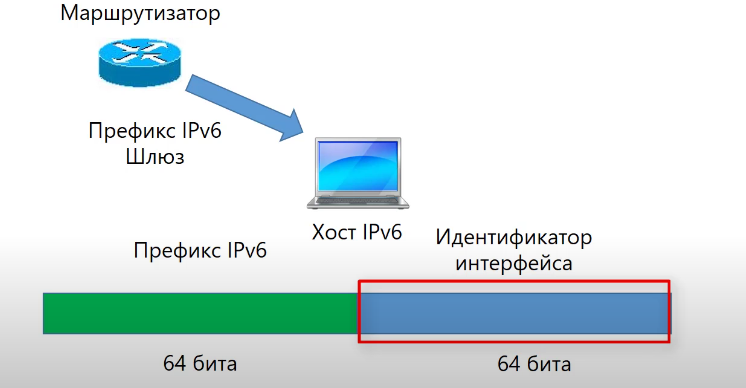 Маршрутизатор
Префикс IPv6
Шлюз
Хост IPv6
Префикс IPv6
Идентификатор
интерфейса
64 бита
64 бита